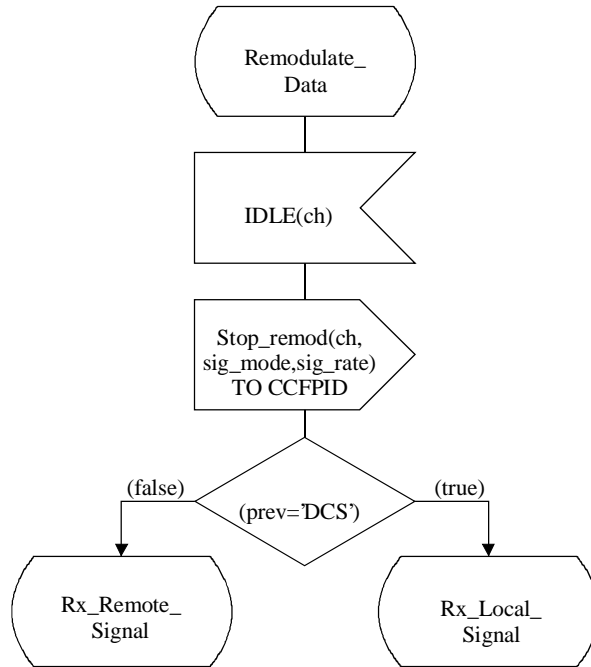 Remodulate_
Data
IDLE(ch)
Stop_remod(ch,
sig_mode,sig_rate)
TO CCFPID
(false)
(true)
(prev='DCS')
Rx_Remote_
Signal
Rx_Local_
Signal